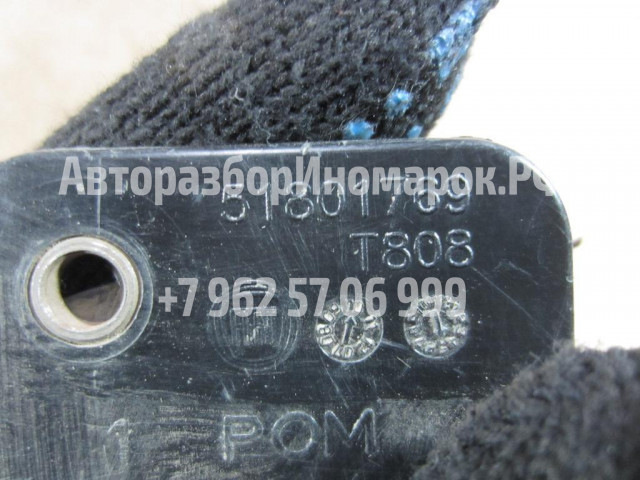 АвторазборИномарок.РФ
51801769
T808
+7 962 57 06 999
POM